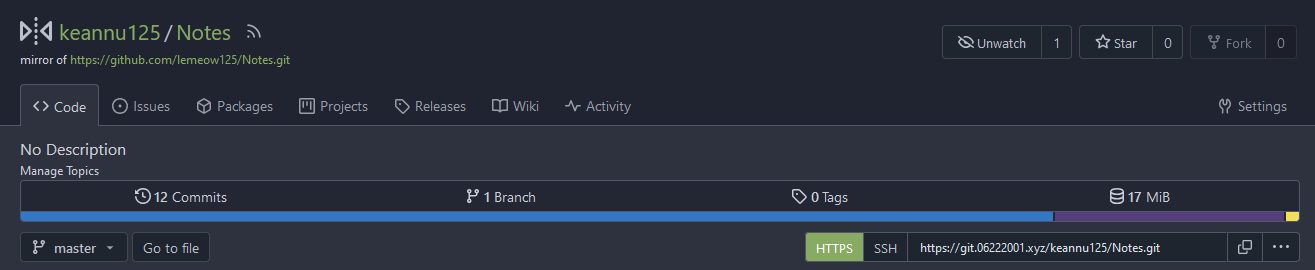 keannu125/Notes
Unwatch 1 Star 0 Fork 0
mirror of https://github.com/lemeow125/Notes.git
Code Issues Packages Projects Releases Wiki Activity Settings
No Description
Manage Topics
12 Commits 1 Branch 0 Tags 17 MiB
master Go to file HTTPS SSH https://git.06222001.xyz/keannu125/Notes.git